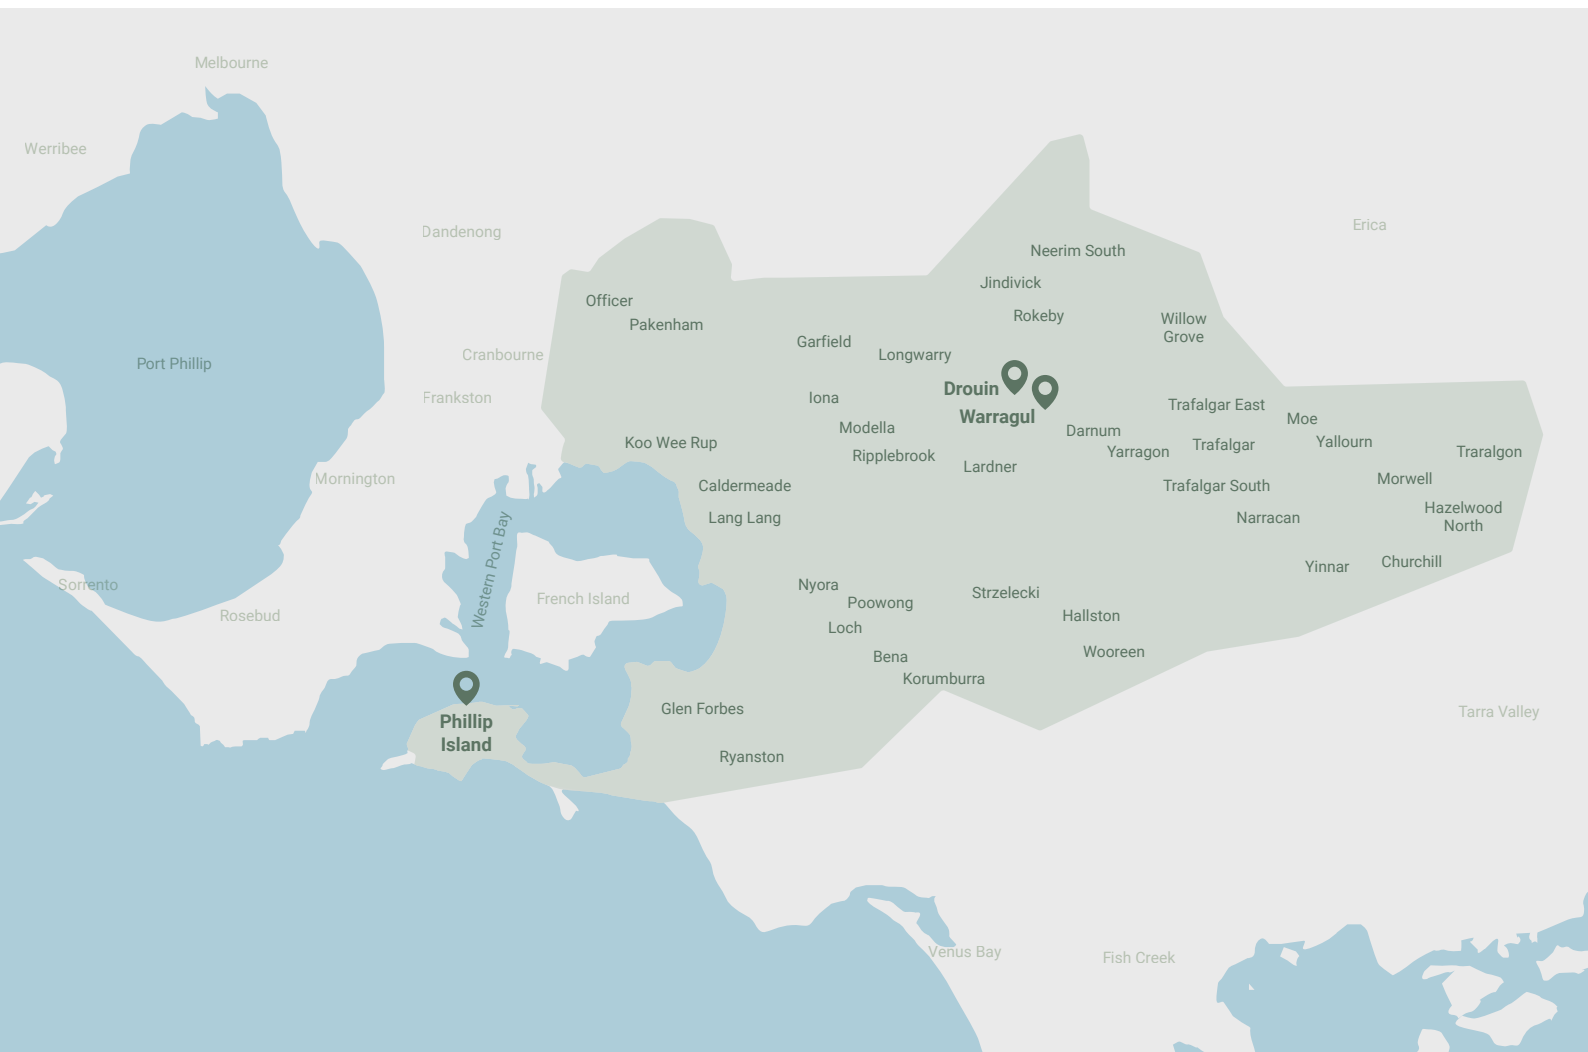 Melbourne
Werribee
Erica
Dandenong
Neerim South
Jindivick
Officer
Rokeby
Willow
Grove
Pakenham
Garfield
Longwarry
Cranbourne
Port Phillip
Drouin
Frankston
Iona
Trafalgar East
Warragul
Moe
Modella
Darnum
Koo Wee Rup
Trafalgar
Yallourn
Yarragon
Traralgon
Ripplebrook
Lardner
Mornington
Morwell
Caldermeade
Trafalgar South
Hazelwood
North
Lang Lang
Narracan
Western Port Bay
Churchill
Yinnar
Sorrento
Nyora
Strzelecki
French Island
Poowong
Rosebud
Hallston
Loch
Wooreen
Bena
Korumburra
Glen Forbes
Tarra Valley
Phillip
Island
Ryanston
Venus Bay
Fish Creek